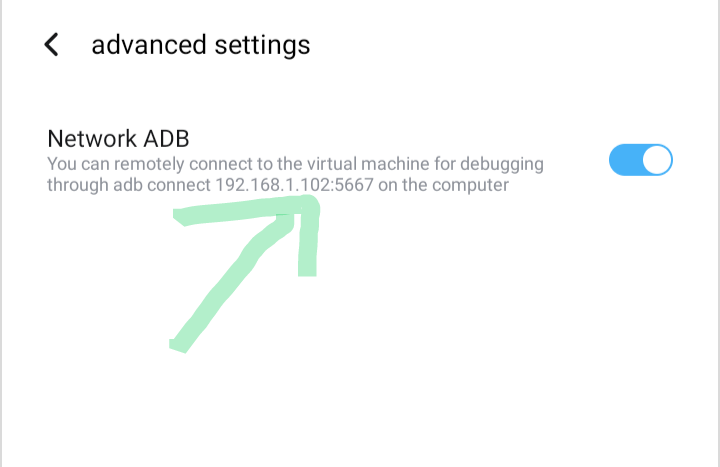 advanced settings
Network ADB
You can remotely connect to the virtual machine for debugging
through adb connect 192.168.1.102:5667 on the computer